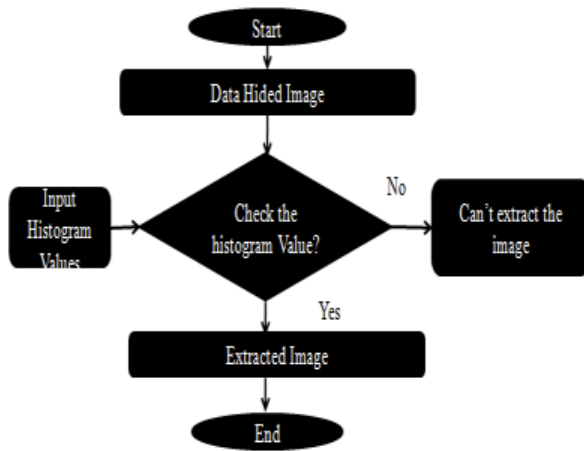 Start
Data Hided Image
Input
Histogram
Values
Check the
histogram Value?
No
Can't extract the
image
Yes
Extracted Image
End